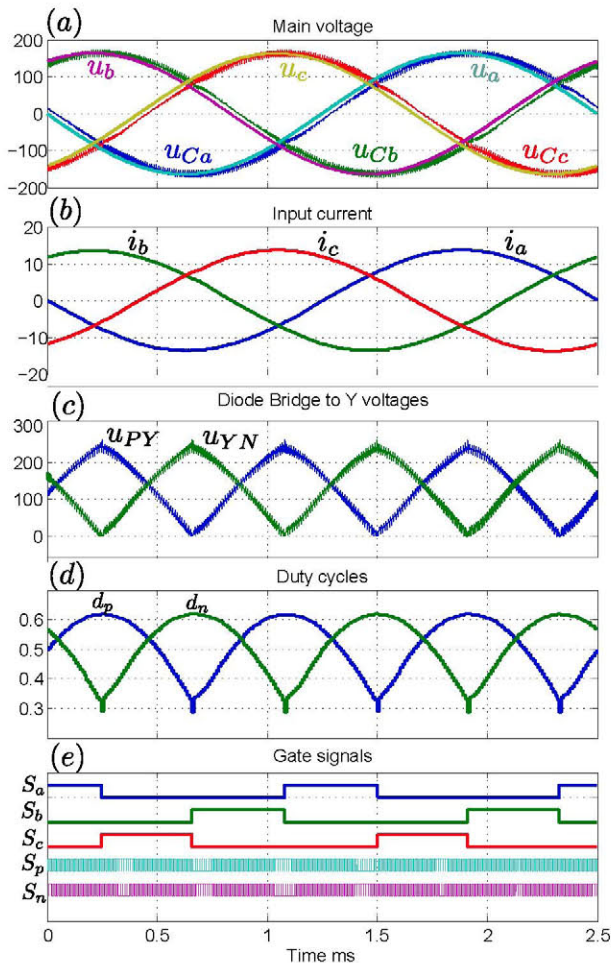 (a) Main voltage
200
100
0
−100
−200
u_b u_c u_a
u_Ca u_Cb u_Cc
(b) Input current
20
10
0
−10
−20
i_b i_c i_a
(c) Diode Bridge to Y voltages
300
200
100
0
u_PY u_YN
(d) Duty cycles
0.6
0.5
0.4
0.3
d_p d_n
(e) Gate signals
S_a
S_b
S_c
S_p
S_n
0 0.5 1 1.5 2 2.5
Time ms